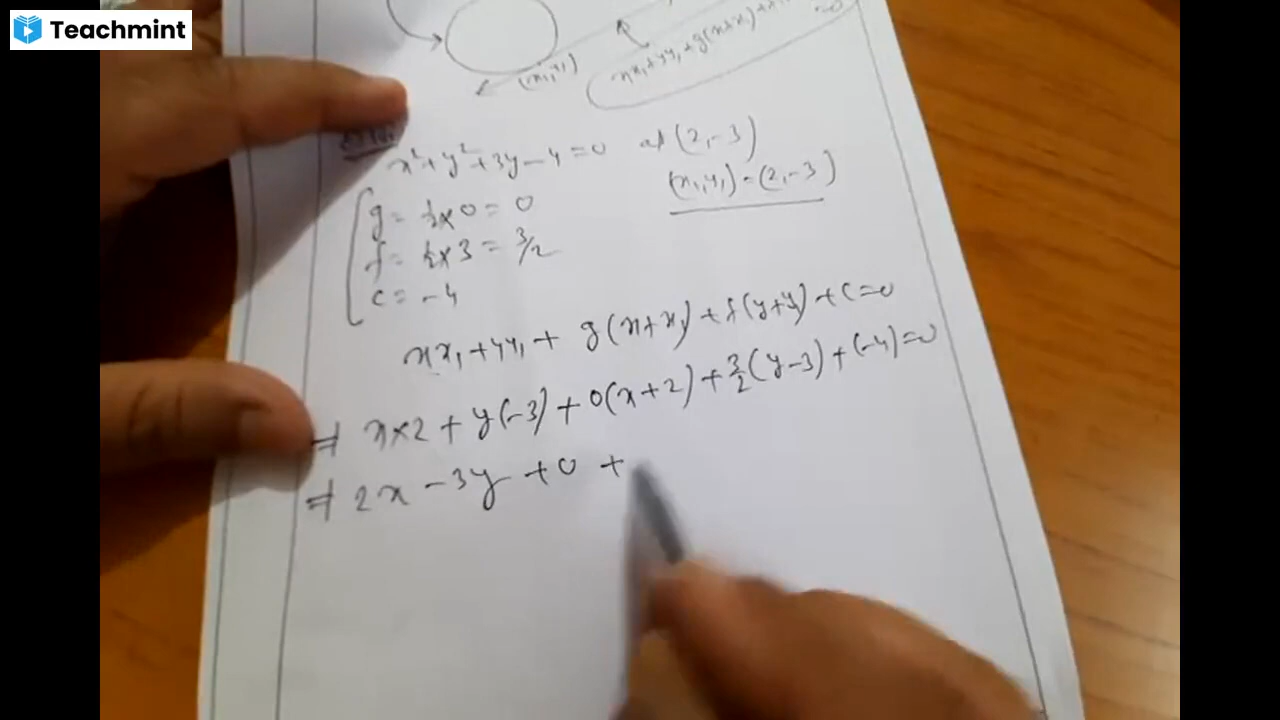 Teachmint
(x₁, y₁)
xx₁ + yy₁ + g(x+x₁) +
=0
x² + y² + 3y - 4 = 0 at (2, -3)
(x₁, y₁) = (2, -3)
g = ½ × 0 = 0
f = ½ × 3 = 3/2
c = -4
xx₁ + yy₁ + g(x+x₁) + f(y+y₁) + c = 0
⇒ x×2 + y(-3) + 0(x+2) + 3/2(y-3) + (-4) = 0
⇒ 2x - 3y + 0 +